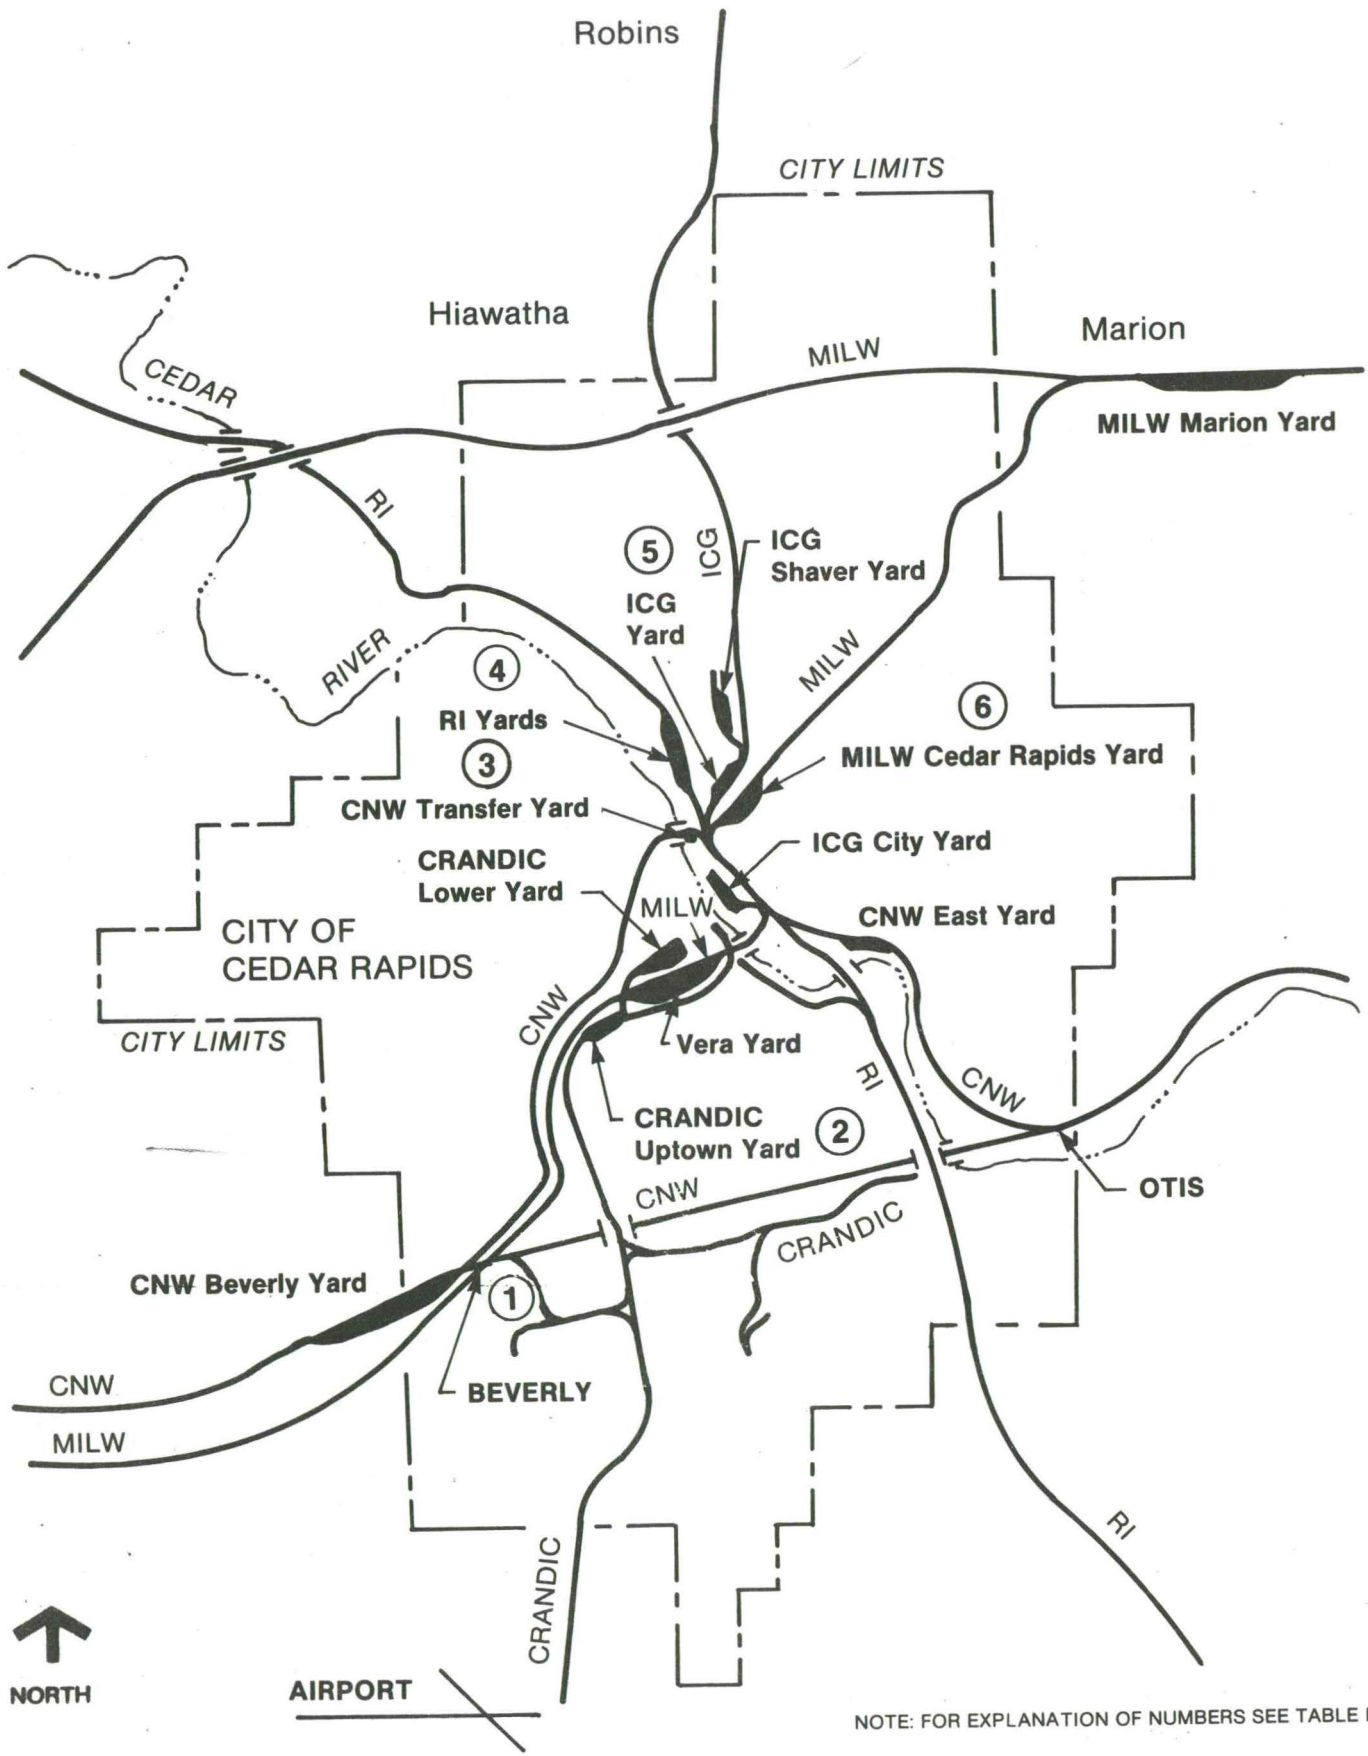 Robins
CITY LIMITS
Hiawatha
MILW
Marion
CEDAR
MILW Marion Yard
RI
5
ICG
ICG
Shaver Yard
ICG
Yard
RIVER
4
MILW
6
RI Yards
3
MILW Cedar Rapids Yard
CNW Transfer Yard
ICG City Yard
CRANDIC
Lower Yard
MILW
CNW East Yard
CITY OF
CEDAR RAPIDS
CNW
CITY LIMITS
Vera Yard
RI
CNW
CRANDIC
Uptown Yard
2
OTIS
CNW
CRANDIC
CNW Beverly Yard
1
CNW
BEVERLY
MILW
RI
CRANDIC
NORTH
AIRPORT
NOTE: FOR EXPLANATION OF NUMBERS SEE TABLE